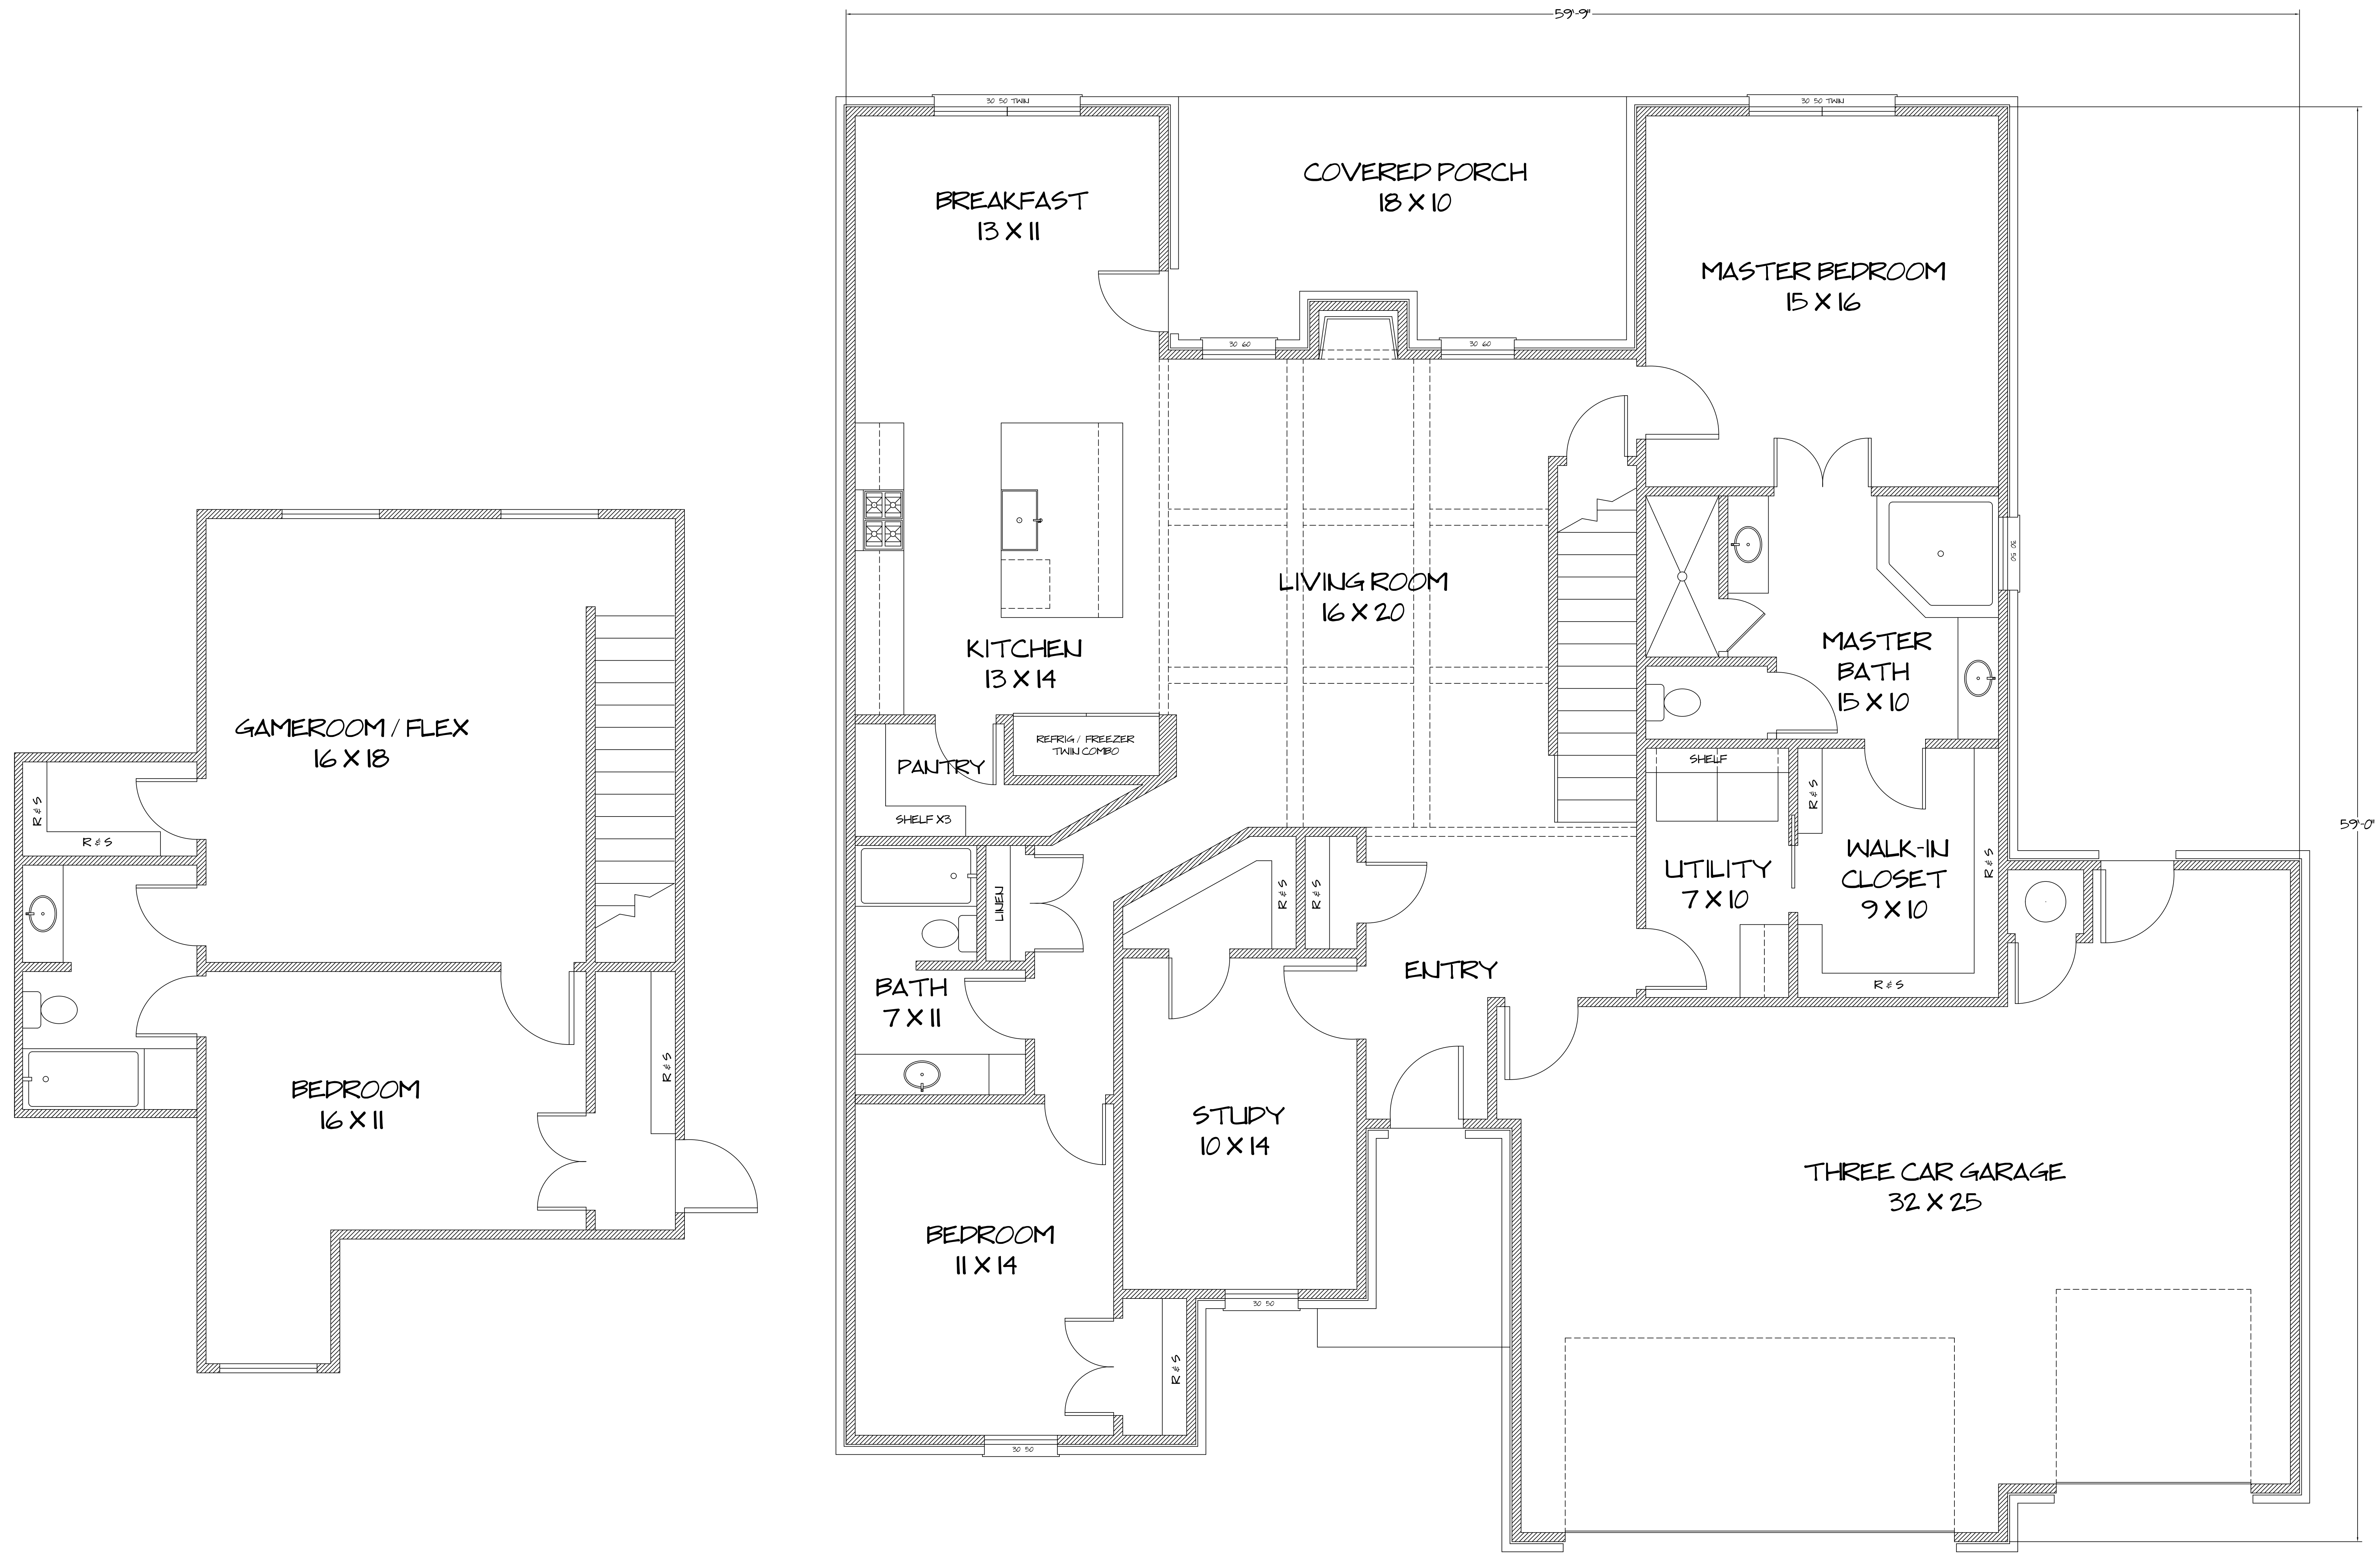 59'-9"
30 50 TWIN
30 50 TWIN
COVERED PORCH
18 X 10
BREAKFAST
13 X 11
MASTER BEDROOM
15 X 16
30 60
30 60
30 50
LIVING ROOM
16 X 20
KITCHEN
13 X 14
MASTER
BATH
15 X 10
GAMEROOM / FLEX
16 X 18
REFRIG / FREEZER
TWIN COMBO
PANTRY
SHELF
SHELF X3
R & S
R & S
R & S
59'-0"
WALK-IN
CLOSET
9 X 10
R & S
UTILITY
7 X 10
LINEN
R & S
R & S
ENTRY
R & S
BATH
7 X 11
R & S
BEDROOM
16 X 11
STUDY
10 X 14
THREE CAR GARAGE
32 X 25
BEDROOM
11 X 14
30 50
R & S
30 50